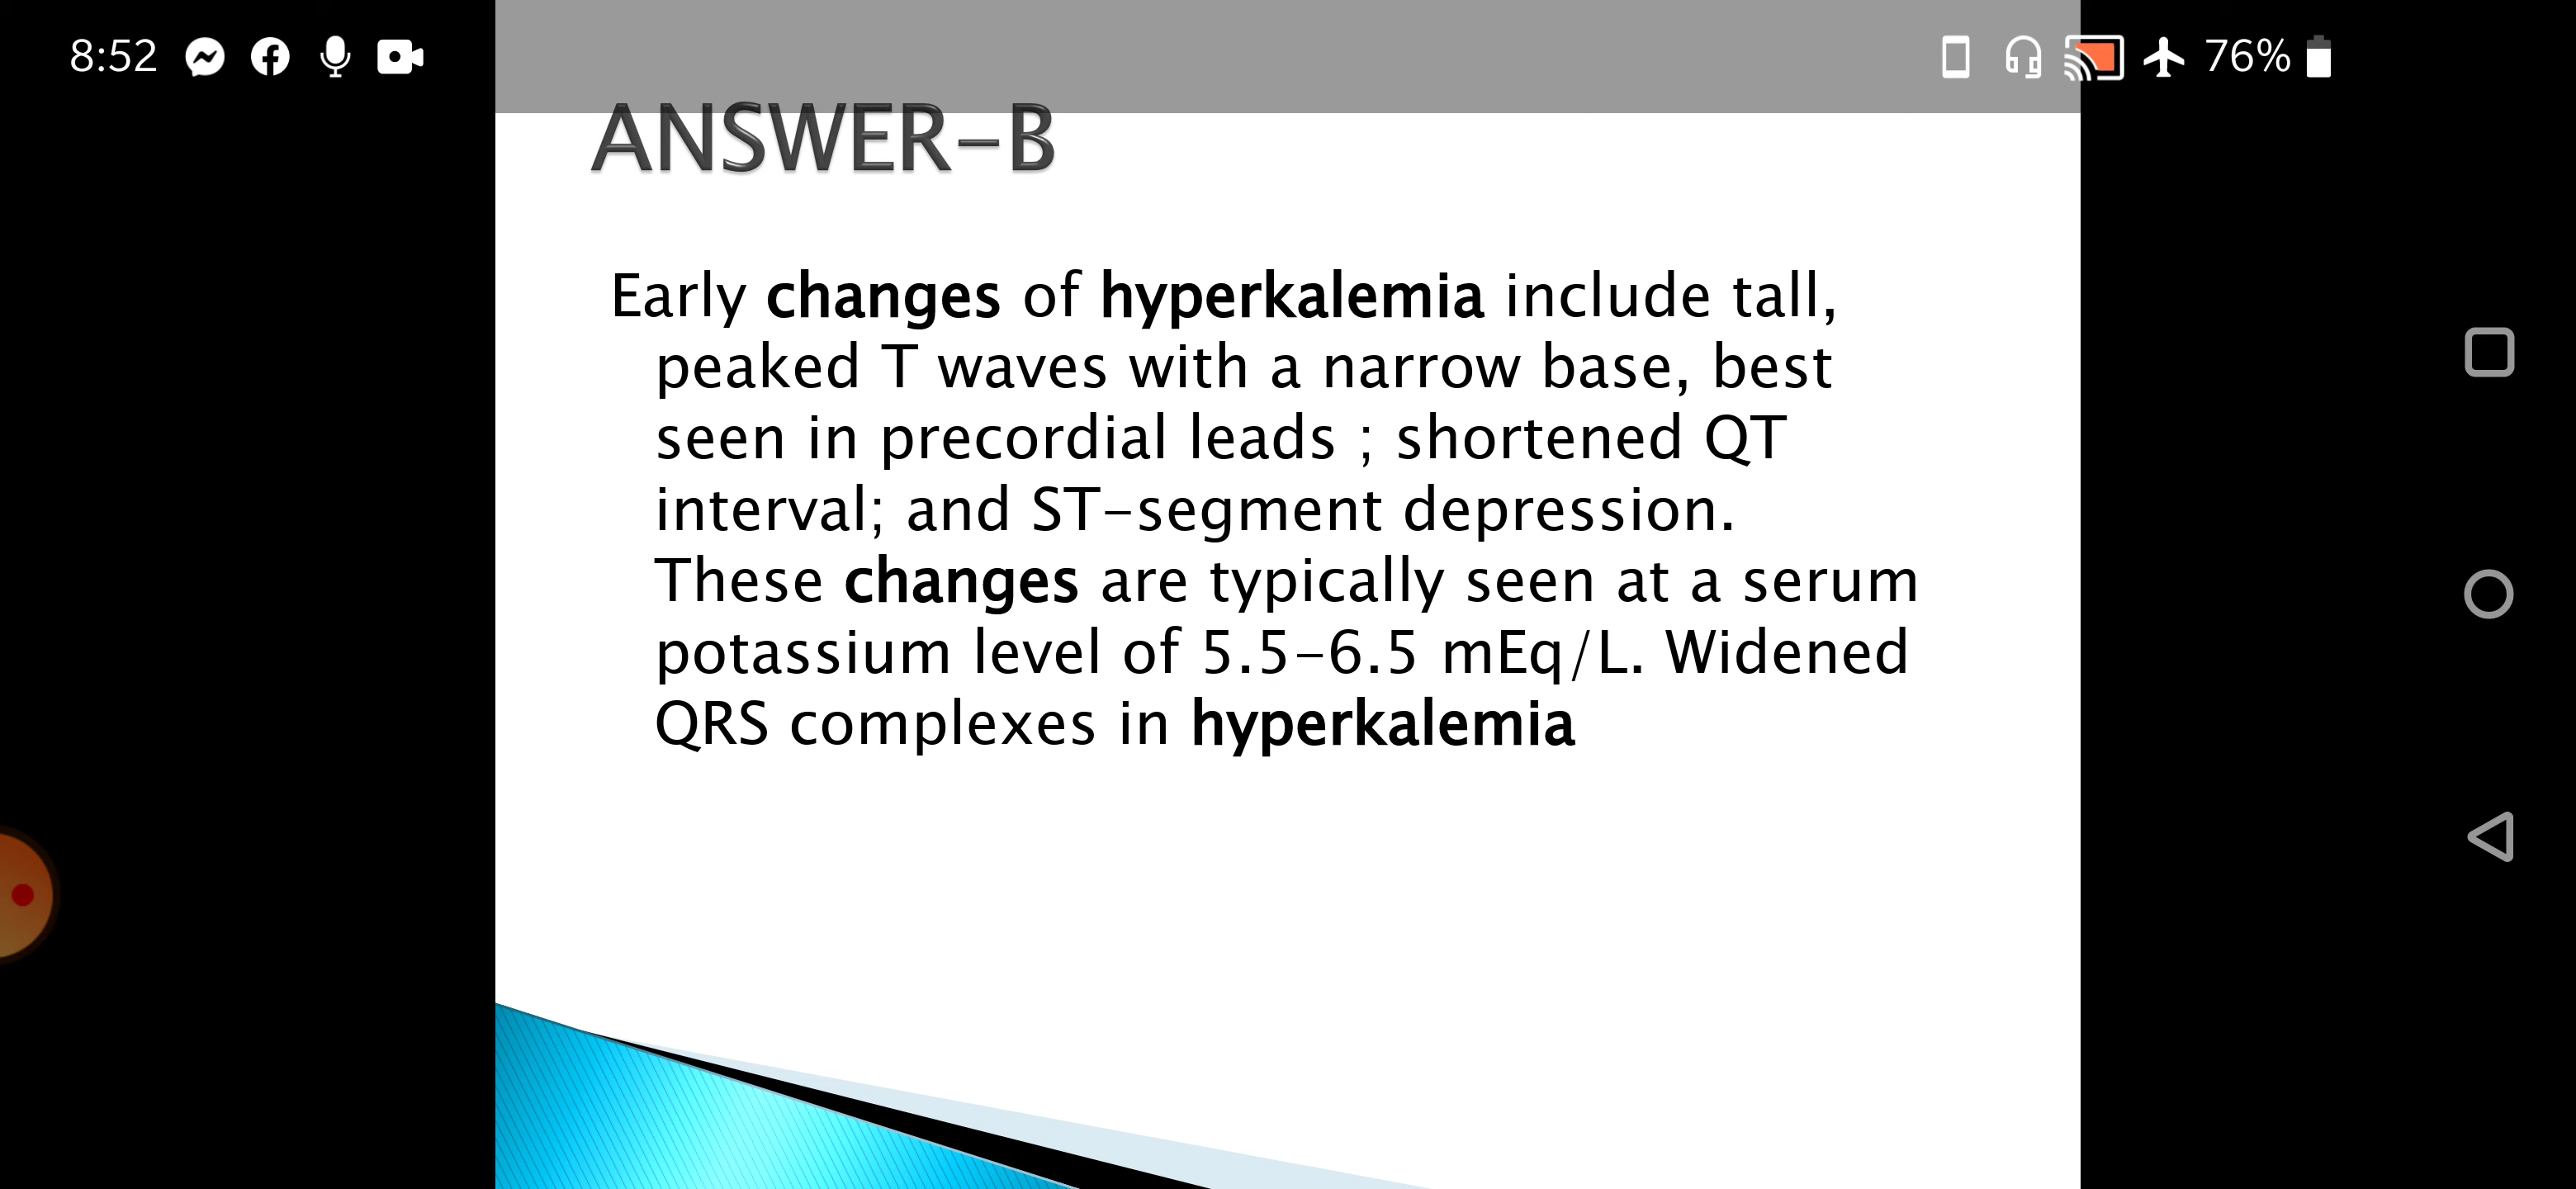 8:52
76%
ANSWER-B
Early changes of hyperkalemia include tall,
peaked T waves with a narrow base, best
seen in precordial leads ; shortened QT
interval; and ST-segment depression.
These changes are typically seen at a serum
potassium level of 5.5-6.5 mEq/L. Widened
QRS complexes in hyperkalemia